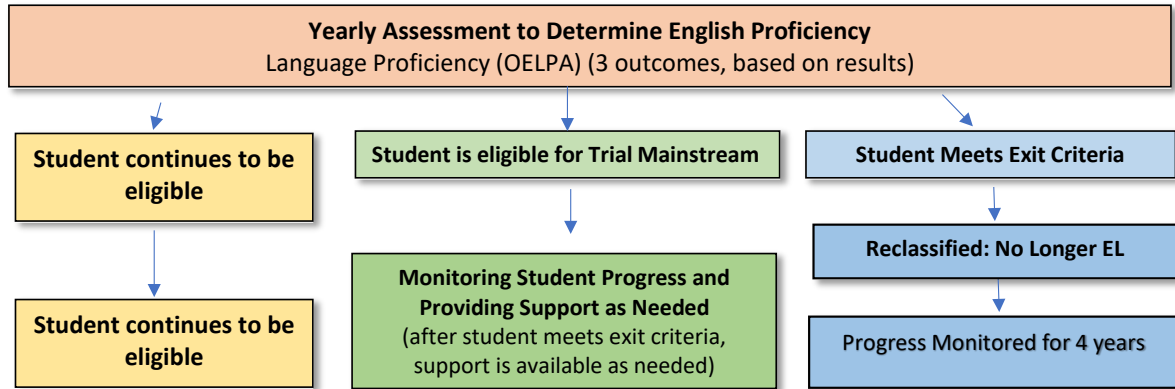 Yearly Assessment to Determine English Proficiency
Language Proficiency (OELPA) (3 outcomes, based on results)
Student continues to be
eligible
Student is eligible for Trial Mainstream
Student Meets Exit Criteria
Reclassified: No Longer EL
Student continues to be
eligible
Monitoring Student Progress and
Providing Support as Needed
(after student meets exit criteria,
support is available as needed)
Progress Monitored for 4 years